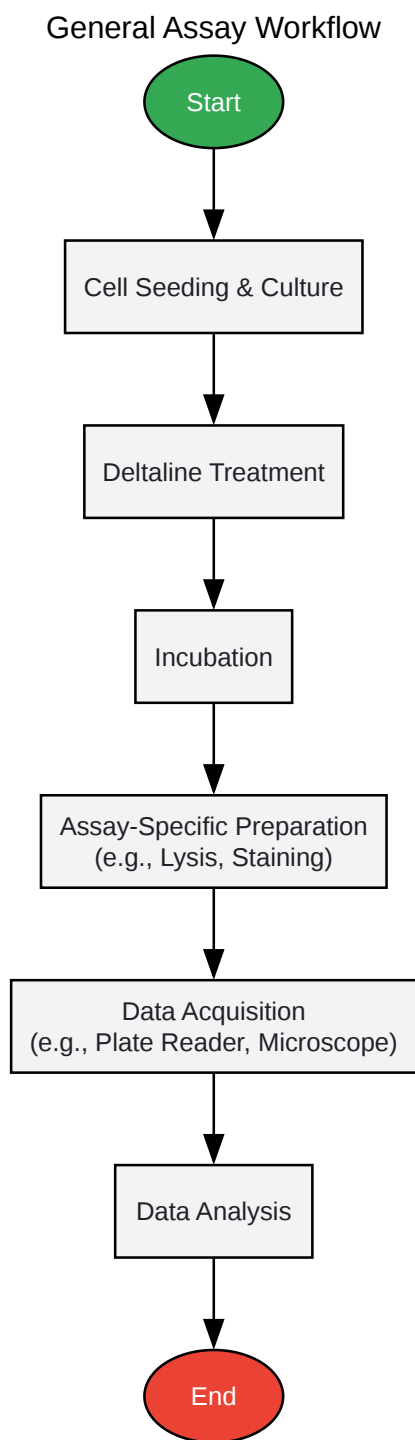 General Assay Workflow
Start
Cell Seeding & Culture
Deltaline Treatment
Incubation
Assay-Specific Preparation
(e.g., Lysis, Staining)
Data Acquisition
(e.g., Plate Reader, Microscope)
Data Analysis
End